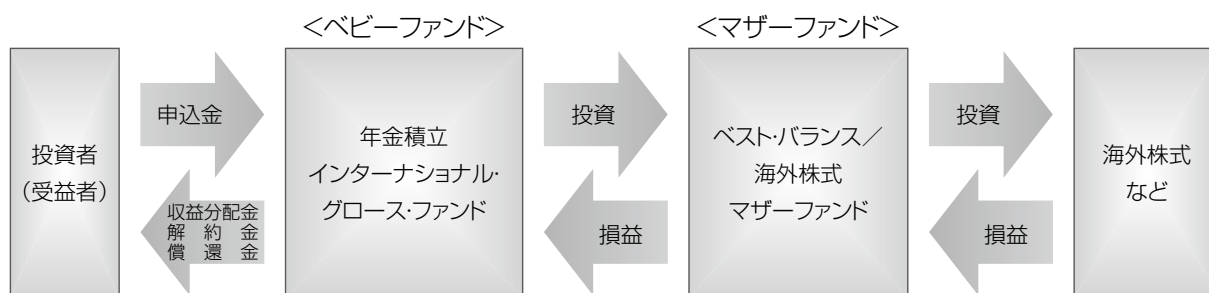 <ベビーファンド>
<マザーファンド>
投資者
(受益者)
申込金
収益分配金
解約金
償還金
年金積立
インターナショナル・
グロース・ファンド
投資
損益
ベスト・バランス/
海外株式
マザーファンド
投資
損益
海外株式
など